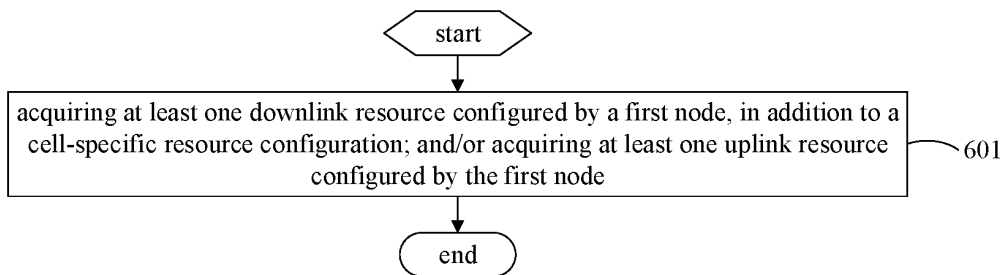 start
acquiring at least one downlink resource configured by a first node, in addition to a
cell-specific resource configuration; and/or acquiring at least one uplink resource
configured by the first node
601
end